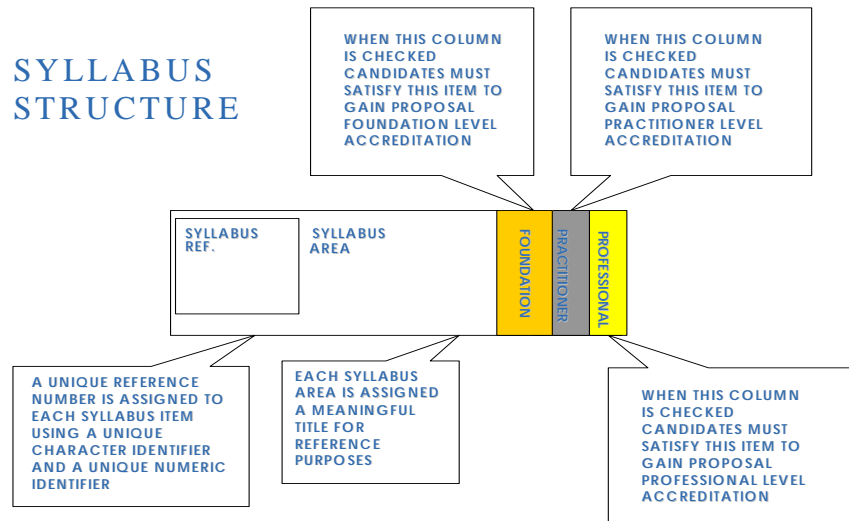 SYLLABUS
STRUCTURE
WHEN THIS COLUMN
IS CHECKED
CANDIDATES MUST
SATISFY THIS ITEM TO
GAIN PROPOSAL
FOUNDATION LEVEL
ACCREDITATION
WHEN THIS COLUMN
IS CHECKED
CANDIDATES MUST
SATISFY THIS ITEM TO
GAIN PROPOSAL
PRACTITIONER LEVEL
ACCREDITATION
SYLLABUS
REF.
SYLLABUS
AREA
FOUNDATION
PRACTITIONER
PROFESSIONAL
A UNIQUE REFERENCE
NUMBER IS ASSIGNED TO
EACH SYLLABUS ITEM
USING A UNIQUE
CHARACTER IDENTIFIER
AND A UNIQUE NUMERIC
IDENTIFIER
EACH SYLLABUS
AREA IS ASSIGNED
A MEANINGFUL
TITLE FOR
REFERENCE
PURPOSES
WHEN THIS COLUMN
IS CHECKED
CANDIDATES MUST
SATISFY THIS ITEM TO
GAIN PROPOSAL
PROFESSIONAL LEVEL
ACCREDITATION